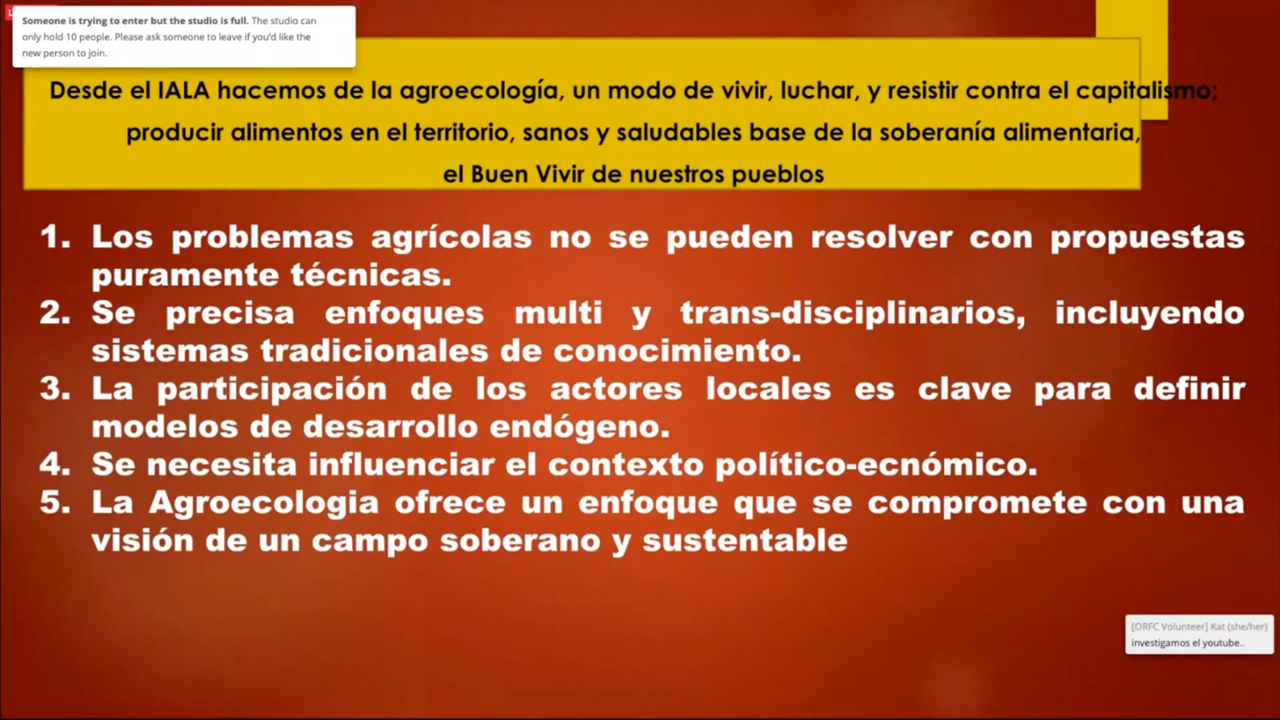 Someone is trying to enter but the studio is full. The studio can
only hold 10 people. Please ask someone to leave if you'd like the
new person to join.
Desde el IALA hacemos de la agroecología, un modo de vivir, luchar, y resistir contra el capitalismo;
producir alimentos en el territorio, sanos y saludables base de la soberanía alimentaria,
el Buen Vivir de nuestros pueblos
1. Los problemas agrícolas no se pueden resolver con propuestas
puramente técnicas.
2. Se precisa enfoques multi y trans-disciplinarios, incluyendo
sistemas tradicionales de conocimiento.
3. La participación de los actores locales es clave para definir
modelos de desarrollo endógeno.
4. Se necesita influenciar el contexto político-ecnómico.
5. La Agroecologia ofrece un enfoque que se compromete con una
visión de un campo soberano y sustentable
[ORFC Volunteer] Kat (she/her)
investigamos el youtube..